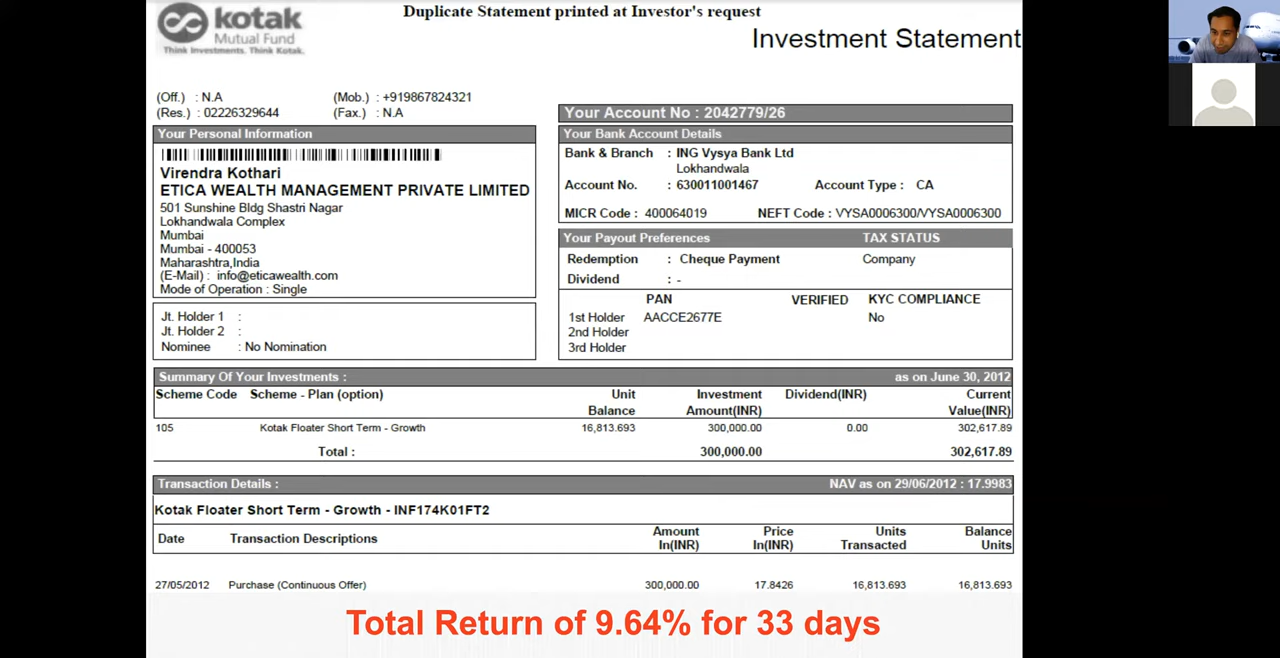 Duplicate Statement printed at Investor's request
kotak
Mutual Fund
Think Investments. Think Kotak.
Investment Statement
(Off.) : N.A (Mob.) : +919867824321
(Res.) : 02226329644 (Fax.) : N.A
Your Account No : 2042779/26
Your Personal Information
Virendra Kothari
ETICA WEALTH MANAGEMENT PRIVATE LIMITED
501 Sunshine Bldg Shastri Nagar
Lokhandwala Complex
Mumbai
Mumbai - 400053
Maharashtra,India
(E-Mail) : info@eticawealth.com
Mode of Operation : Single
Your Bank Account Details
Bank & Branch : ING Vysya Bank Ltd
Lokhandwala
Account No. : 630011001467 Account Type : CA
MICR Code : 400064019 NEFT Code : VYSA0006300/VYSA0006300
Your Payout Preferences TAX STATUS
Redemption : Cheque Payment Company
Dividend : -
Jt. Holder 1 :
Jt. Holder 2 :
Nominee : No Nomination
PAN VERIFIED KYC COMPLIANCE
1st Holder AACCE2677E No
2nd Holder
3rd Holder
Summary Of Your Investments : as on June 30, 2012
Scheme Code Scheme - Plan (option) Unit Investment Dividend(INR) Current
Balance Amount(INR) Value(INR)
105 Kotak Floater Short Term - Growth 16,813.693 300,000.00 0.00 302,617.89
Total : 300,000.00 302,617.89
Transaction Details : NAV as on 29/06/2012 : 17.9983
Kotak Floater Short Term - Growth - INF174K01FT2
Date Transaction Descriptions Amount Price Units Balance
In(INR) In(INR) Transacted Units
27/05/2012 Purchase (Continuous Offer) 300,000.00 17.8426 16,813.693 16,813.693
Total Return of 9.64% for 33 days